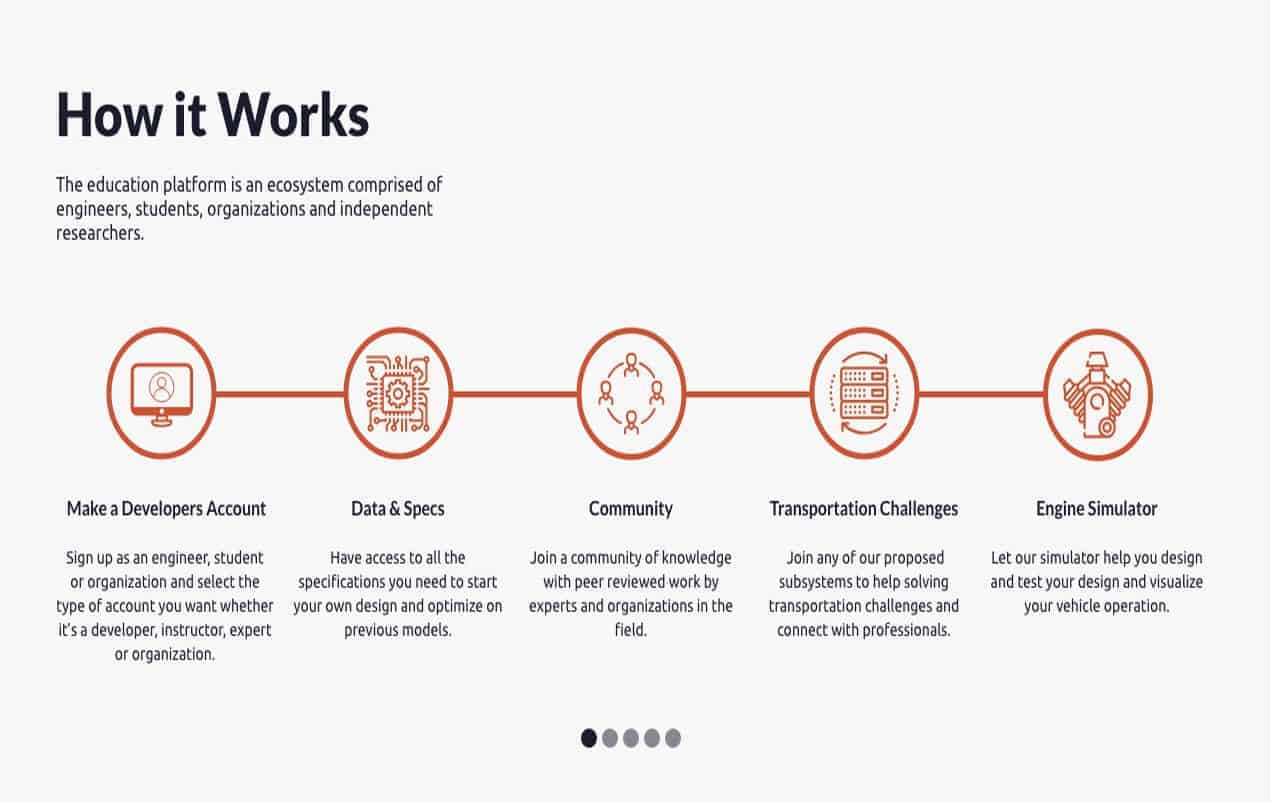 How it Works
The education platform is an ecosystem comprised of
engineers, students, organizations and independent
researchers.
Make a Developers Account
Sign up as an engineer, student
or organization and select the
type of account you want whether
it's a developer, instructor, expert
or organization.
Data & Specs
Have access to all the
specifications you need to start
your own design and optimize on
previous models.
Community
Join a community of knowledge
with peer reviewed work by
experts and organizations in the
field.
Transportation Challenges
Join any of our proposed
subsystems to help solving
transportation challenges and
connect with professionals.
Engine Simulator
Let our simulator help you design
and test your design and visualize
your vehicle operation.